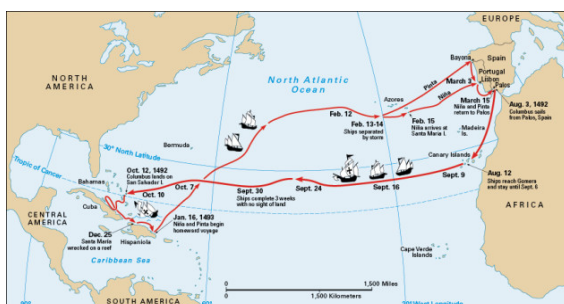 EUROPE
NORTH
AMERICA
North Atlantic
Ocean
Bayona
Spain
Portugal
Lisbon
Palos
March 3
Pinta
Niña
Azores
Feb. 12
Feb. 13-14
Ships separated
by storm
Feb. 15
Niña arrives at
Santa Maria I.
March 15
Niña and Pinta
return to Palos
Aug. 3, 1492
Columbus sails
from Palos, Spain
Madeira
Is.
Bermuda
30° North Latitude
Tropic of Cancer
Canary Islands
Oct. 12, 1492
Columbus lands on
San Salvador I.
Bahamas
Oct. 10
Oct. 7
Sept. 30
Ships complete 3 weeks
with no sight of land
Sept. 24
Sept. 16
Sept. 9
Aug. 12
Ships reach Gomera
and stay until Sept. 6
AFRICA
Cuba
CENTRAL
AMERICA
Jan. 16, 1493
Niña and Pinta begin
homeward voyage
Dec. 25
Santa María
wrecked on a reef
Hispaniola
Caribbean Sea
Cape Verde
Islands
0
1,500 Miles
0
1,500 Kilometers
SOUTH AMERICA